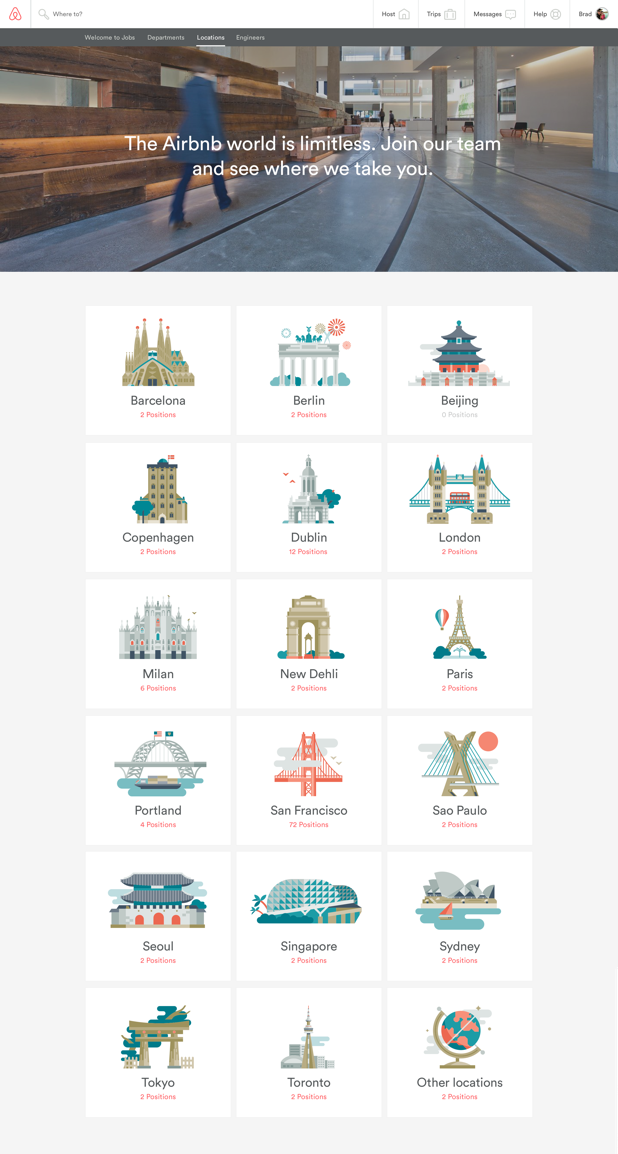 Where to?
Host
Trips
Messages
Help
Brad
Welcome to Jobs
Departments
Locations
Engineers
The Airbnb world is limitless. Join our team
and see where we take you.
Barcelona
2 Positions
Berlin
2 Positions
Beijing
0 Positions
Copenhagen
2 Positions
Dublin
12 Positions
London
2 Positions
Milan
6 Positions
New Dehli
2 Positions
Paris
2 Positions
Portland
4 Positions
San Francisco
72 Positions
Sao Paulo
2 Positions
Seoul
2 Positions
Singapore
2 Positions
Sydney
2 Positions
Tokyo
2 Positions
Toronto
2 Positions
Other locations
2 Positions